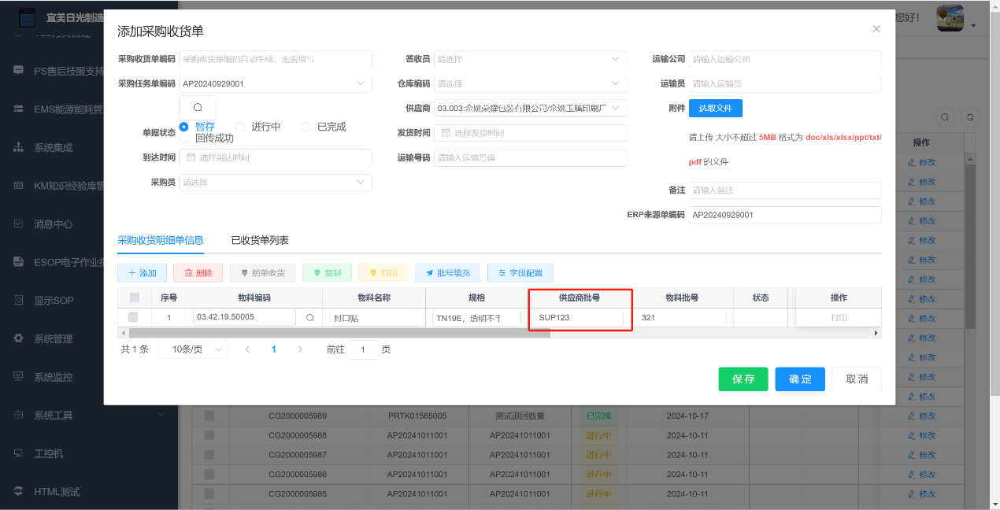 宜美日光制造
您好！
PS售后技服支持
EMS能源能耗管
系统集成
KM知识经验库管
消息中心
ESOP电子作业指
显示SOP
系统管理
系统监控
系统工具
工控机
HTML测试
添加采购收货单
采购收货单编码 采购收货单编码自动生成，无需填写
签收员 请选择
运输公司 请输入运输公司
采购任务单编码 AP20240929001
仓库编码 请选择
运输员 请输入运输员
供应商 03.003:余姚荣耀包装有限公司/余姚玉腾印刷厂
附件 选取文件
单据状态 暂存 进行中 已完成
回传成功
发货时间 选择发货时间
请上传 大小不超过 5MB 格式为 doc/xls/xlsx/ppt/txt/
pdf 的文件
到达时间 选择到达时间
运输号码 请输入运输号码
采购员 请选择
备注 请输入备注
ERP来源单编码 AP20240929001
采购收货明细单信息 已收货单列表
添加 删除 照单收货 复制 打印 批号填充 字段配置
序号 物料编码 物料名称 规格 供应商批号 物料批号 状态 操作
1 03.42.19.50005 封口贴 TN19E，透明不干 SUP123 321 打印
共 1 条 10条/页 1 前往 1 页
保 存 确 定 取 消
操作
修改
修改
修改
修改
修改
修改
修改
修改
修改
修改
修改
修改
修改
CG2000005989 PRTK01565005 测试退回数量 已完成 2024-10-17 修改
CG2000005988 AP20241011001 AP20241011001 进行中 2024-10-11 修改
CG2000005987 AP20241011001 AP20241011001 进行中 2024-10-11 修改
CG2000005986 AP20241011001 AP20241011001 进行中 2024-10-11 修改
CG2000005985 AP20241011001 AP20241011001 进行中 2024-10-11 修改